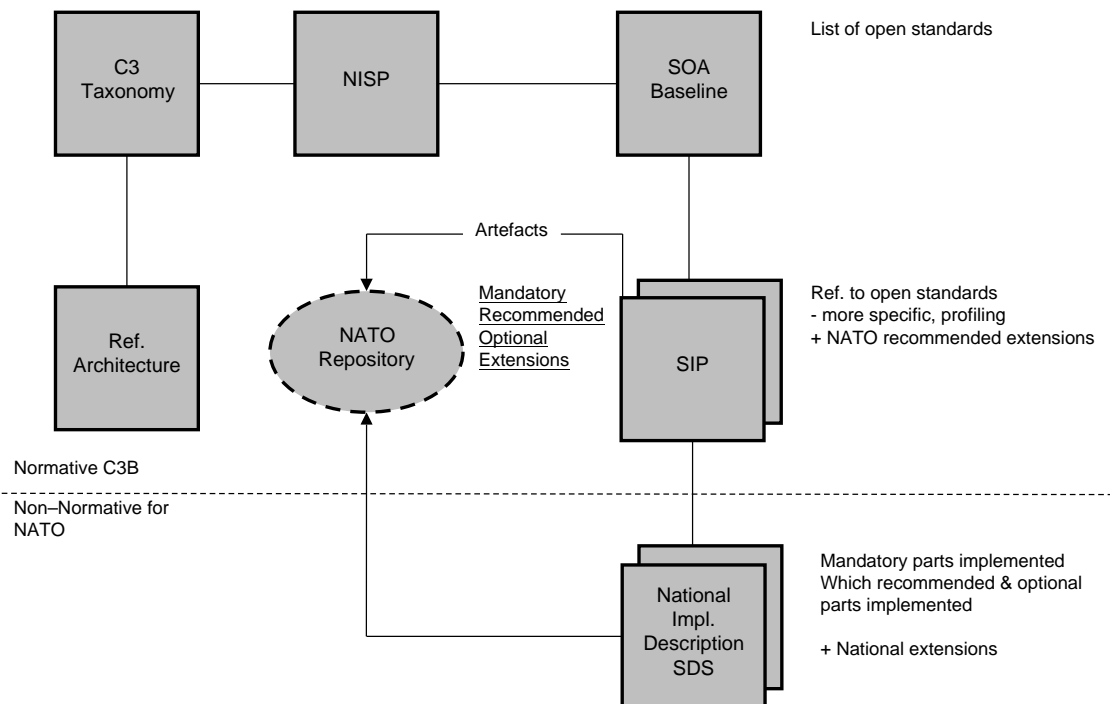 List of open standards
C3
Taxonomy
NISP
SOA
Baseline
Artefacts
Mandatory
Recommended
Optional
Extensions
Ref.
Architecture
NATO
Repository
SIP
Ref. to open standards
- more specific, profiling
+ NATO recommended extensions
Normative C3B
Non–Normative for
NATO
National
Impl.
Description
SDS
Mandatory parts implemented
Which recommended & optional
parts implemented
+ National extensions